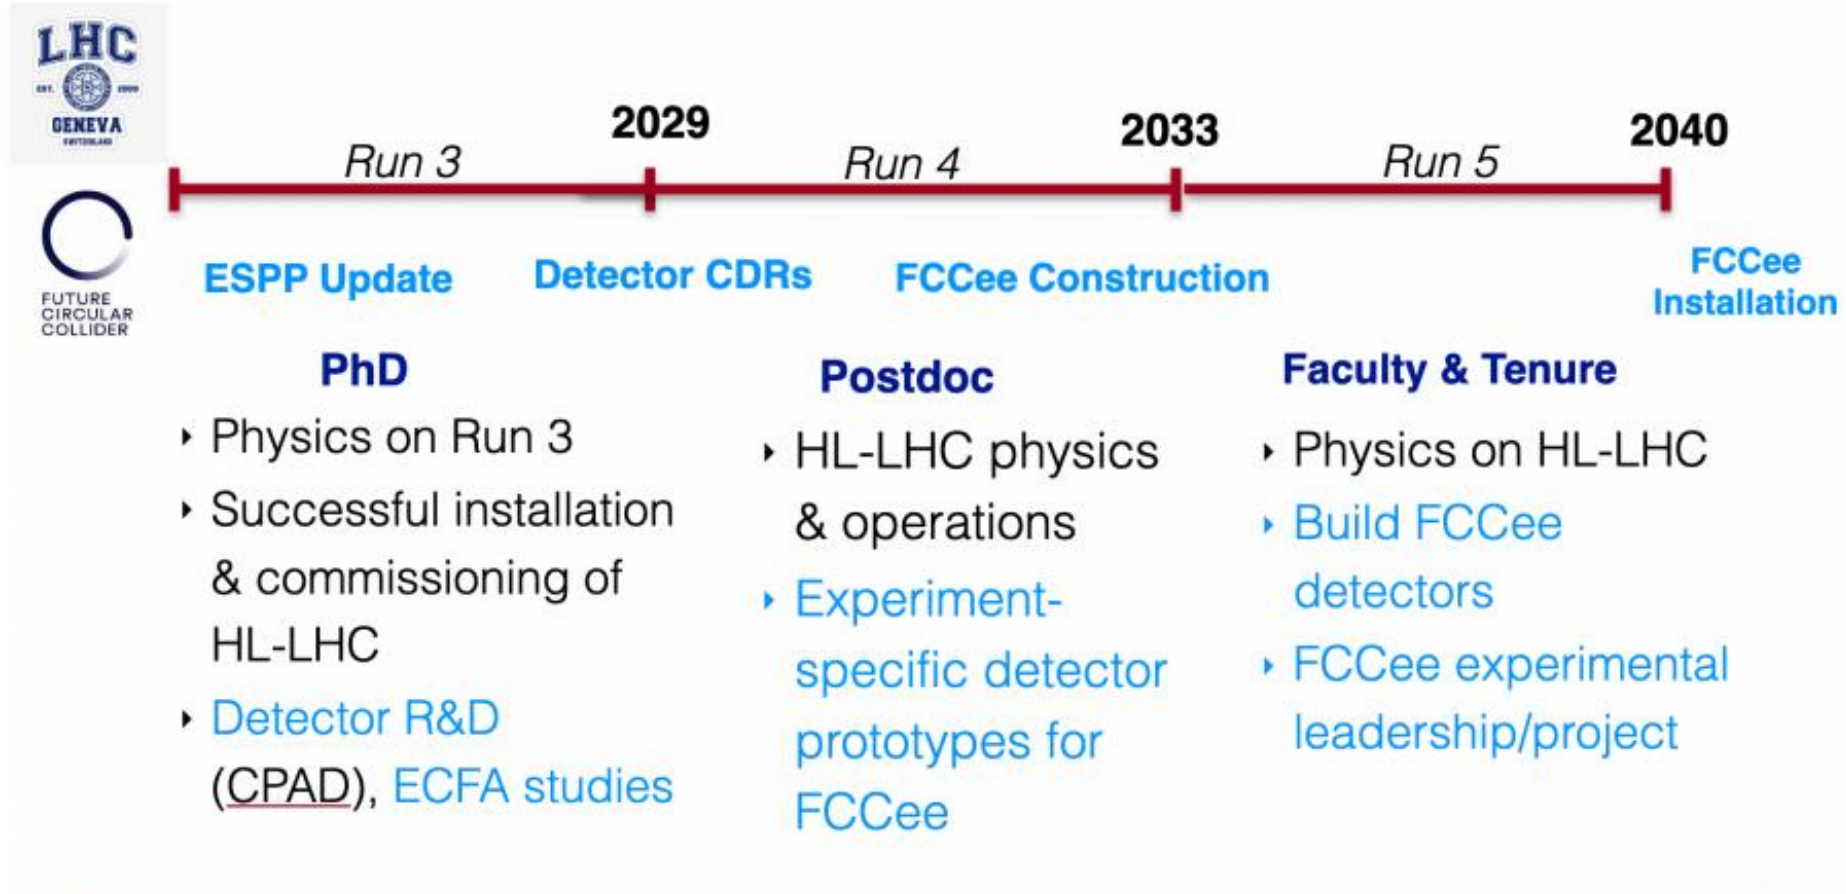 LHC
EST. 2009
GENEVA
SWITZERLAND
2029
2033
2040
Run 3
Run 4
Run 5
FUTURE
CIRCULAR
COLLIDER
ESPP Update
Detector CDRs
FCCee Construction
FCCee
Installation
PhD
‣ Physics on Run 3
‣ Successful installation
& commissioning of
HL-LHC
‣ Detector R&D
(CPAD), ECFA studies
Postdoc
‣ HL-LHC physics
& operations
‣ Experiment-
specific detector
prototypes for
FCCee
Faculty & Tenure
‣ Physics on HL-LHC
‣ Build FCCee
detectors
‣ FCCee experimental
leadership/project